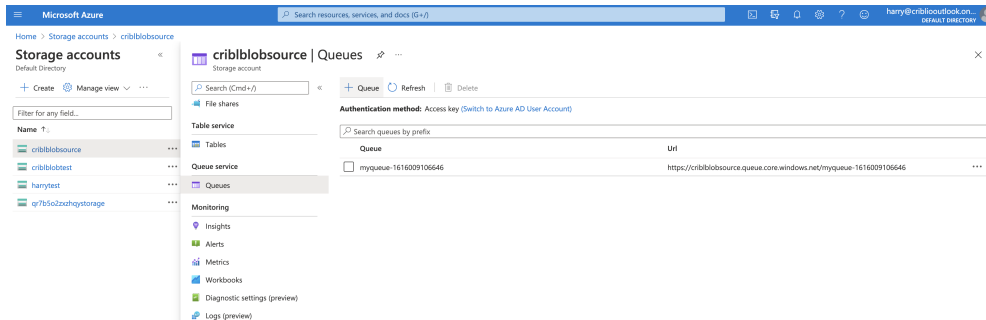 Microsoft Azure
Search resources, services, and docs (G+/)
harry@cribliooutlook.on...
DEFAULT DIRECTORY
Home > Storage accounts > criblblobsource
Storage accounts
Default Directory
+ Create
Manage view
Filter for any field...
Name ↑↓
criblblobsource
criblblobtest
harrytest
qr7b5o2zxzhqystorage
criblblobsource | Queues
Storage account
Search (Cmd+/)
File shares
Table service
Tables
Queue service
Queues
Monitoring
Insights
Alerts
Metrics
Workbooks
Diagnostic settings (preview)
Logs (preview)
+ Queue
Refresh
Delete
Authentication method: Access key (Switch to Azure AD User Account)
Search queues by prefix
Queue Url
myqueue-1616009106646 https://criblblobsource.queue.core.windows.net/myqueue-1616009106646